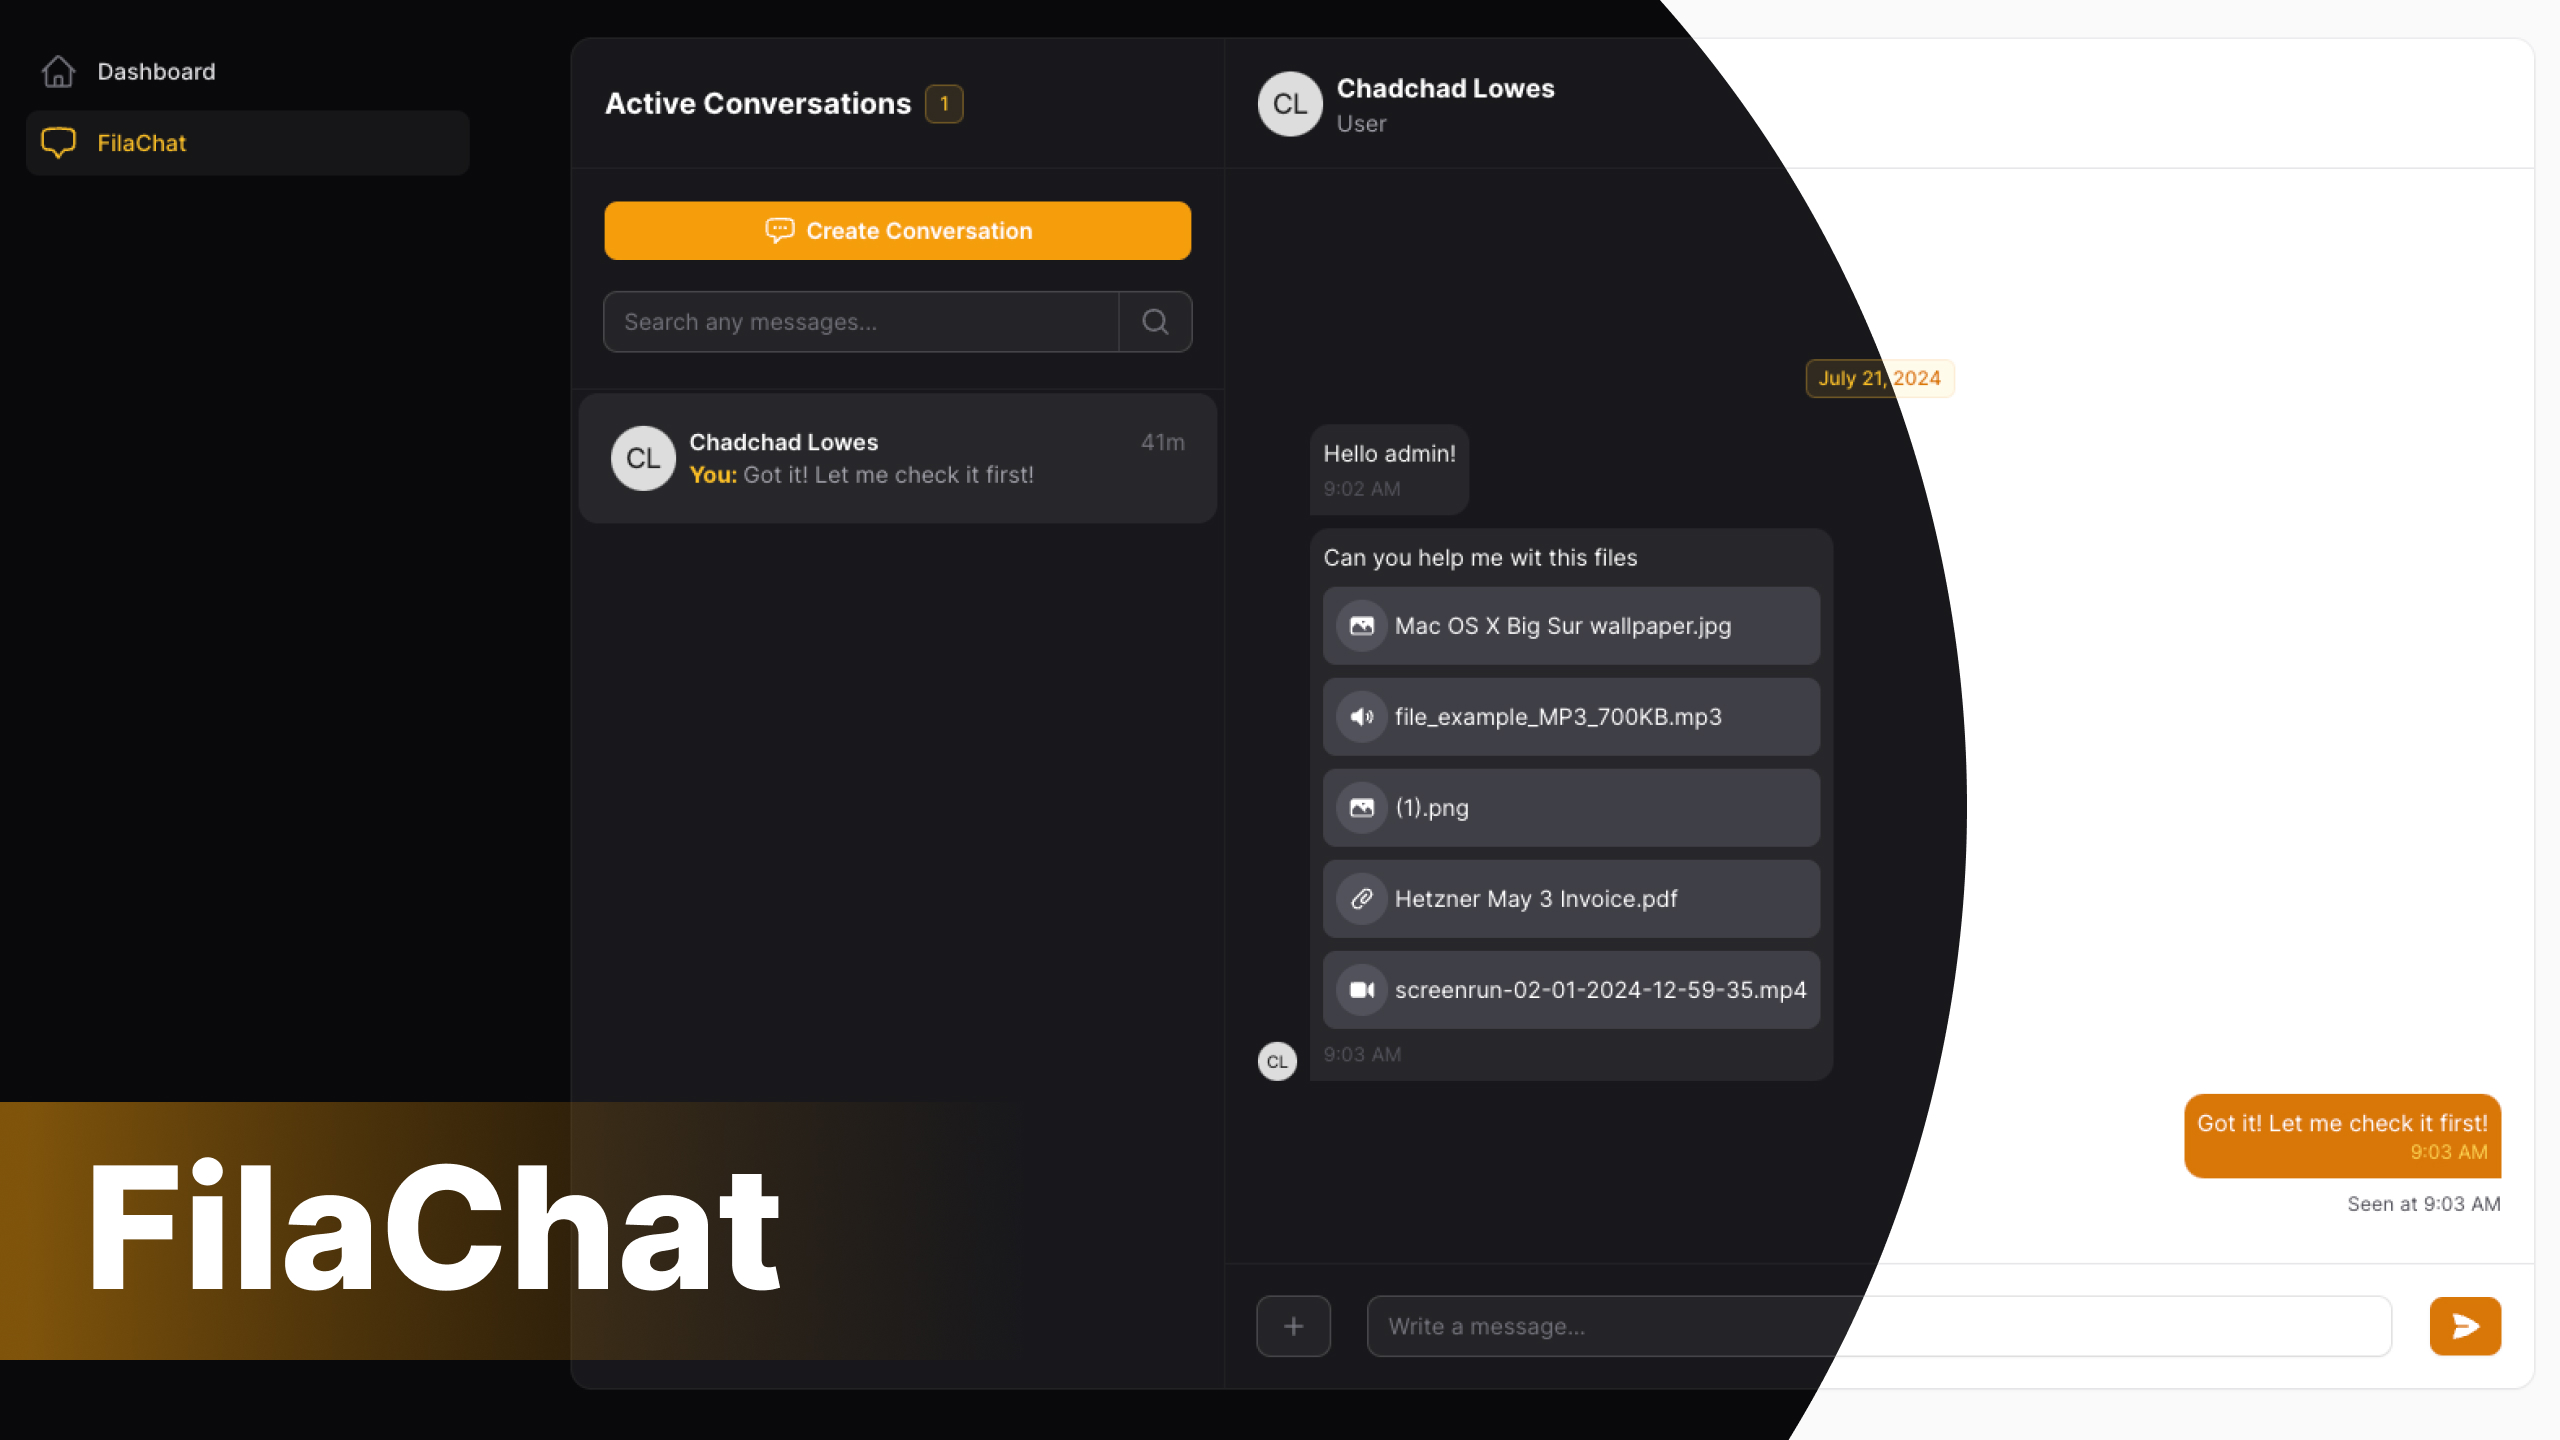 Dashboard
FilaChat
Active Conversations 1
Create Conversation
Search any messages...
CL
Chadchad Lowes
41m
You: Got it! Let me check it first!
CL
Chadchad Lowes
User
July 21, 2024
Hello admin!
9:02 AM
Can you help me wit this files
Mac OS X Big Sur wallpaper.jpg
file_example_MP3_700KB.mp3
(1).png
Hetzner May 3 Invoice.pdf
screenrun-02-01-2024-12-59-35.mp4
9:03 AM
CL
Got it! Let me check it first!
9:03 AM
Seen at 9:03 AM
Write a message...
FilaChat